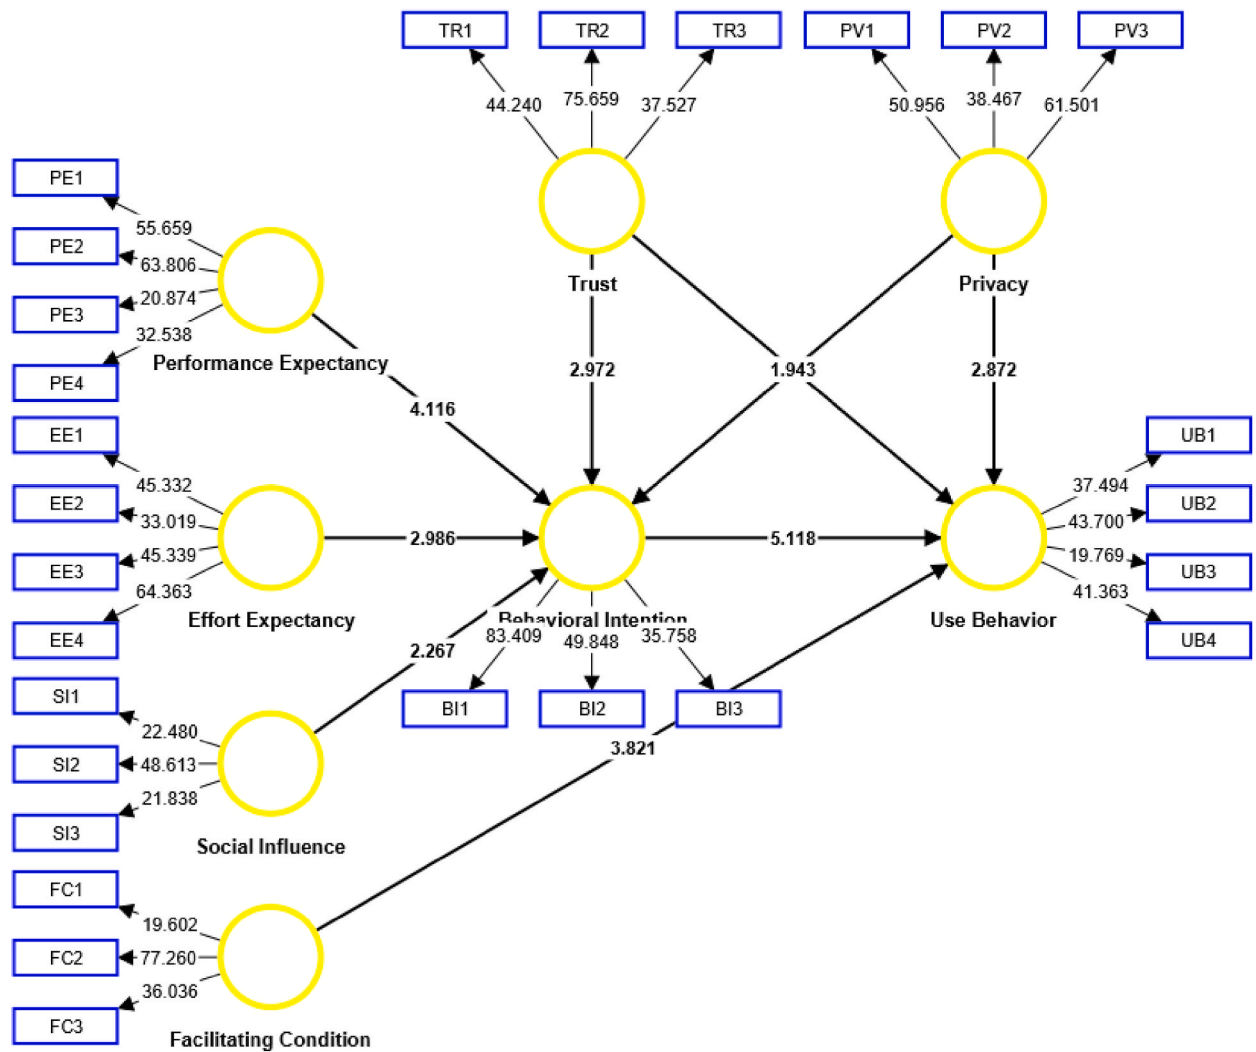 TR1
TR2
TR3
PV1
PV2
PV3
44.240
75.659
37.527
50.956
38.467
61.501
Trust
Privacy
PE1
PE2
PE3
PE4
55.659
63.806
20.874
32.538
Performance Expectancy
4.116
2.972
1.943
2.872
EE1
EE2
EE3
EE4
45.332
33.019
45.339
64.363
Effort Expectancy
2.986
5.118
Behavioral Intention
83.409
49.848
35.758
BI1
BI2
BI3
UB1
UB2
UB3
UB4
37.494
43.700
19.769
41.363
Use Behavior
2.267
SI1
SI2
SI3
22.480
48.613
21.838
Social Influence
3.821
FC1
FC2
FC3
19.602
77.260
36.036
Facilitating Condition